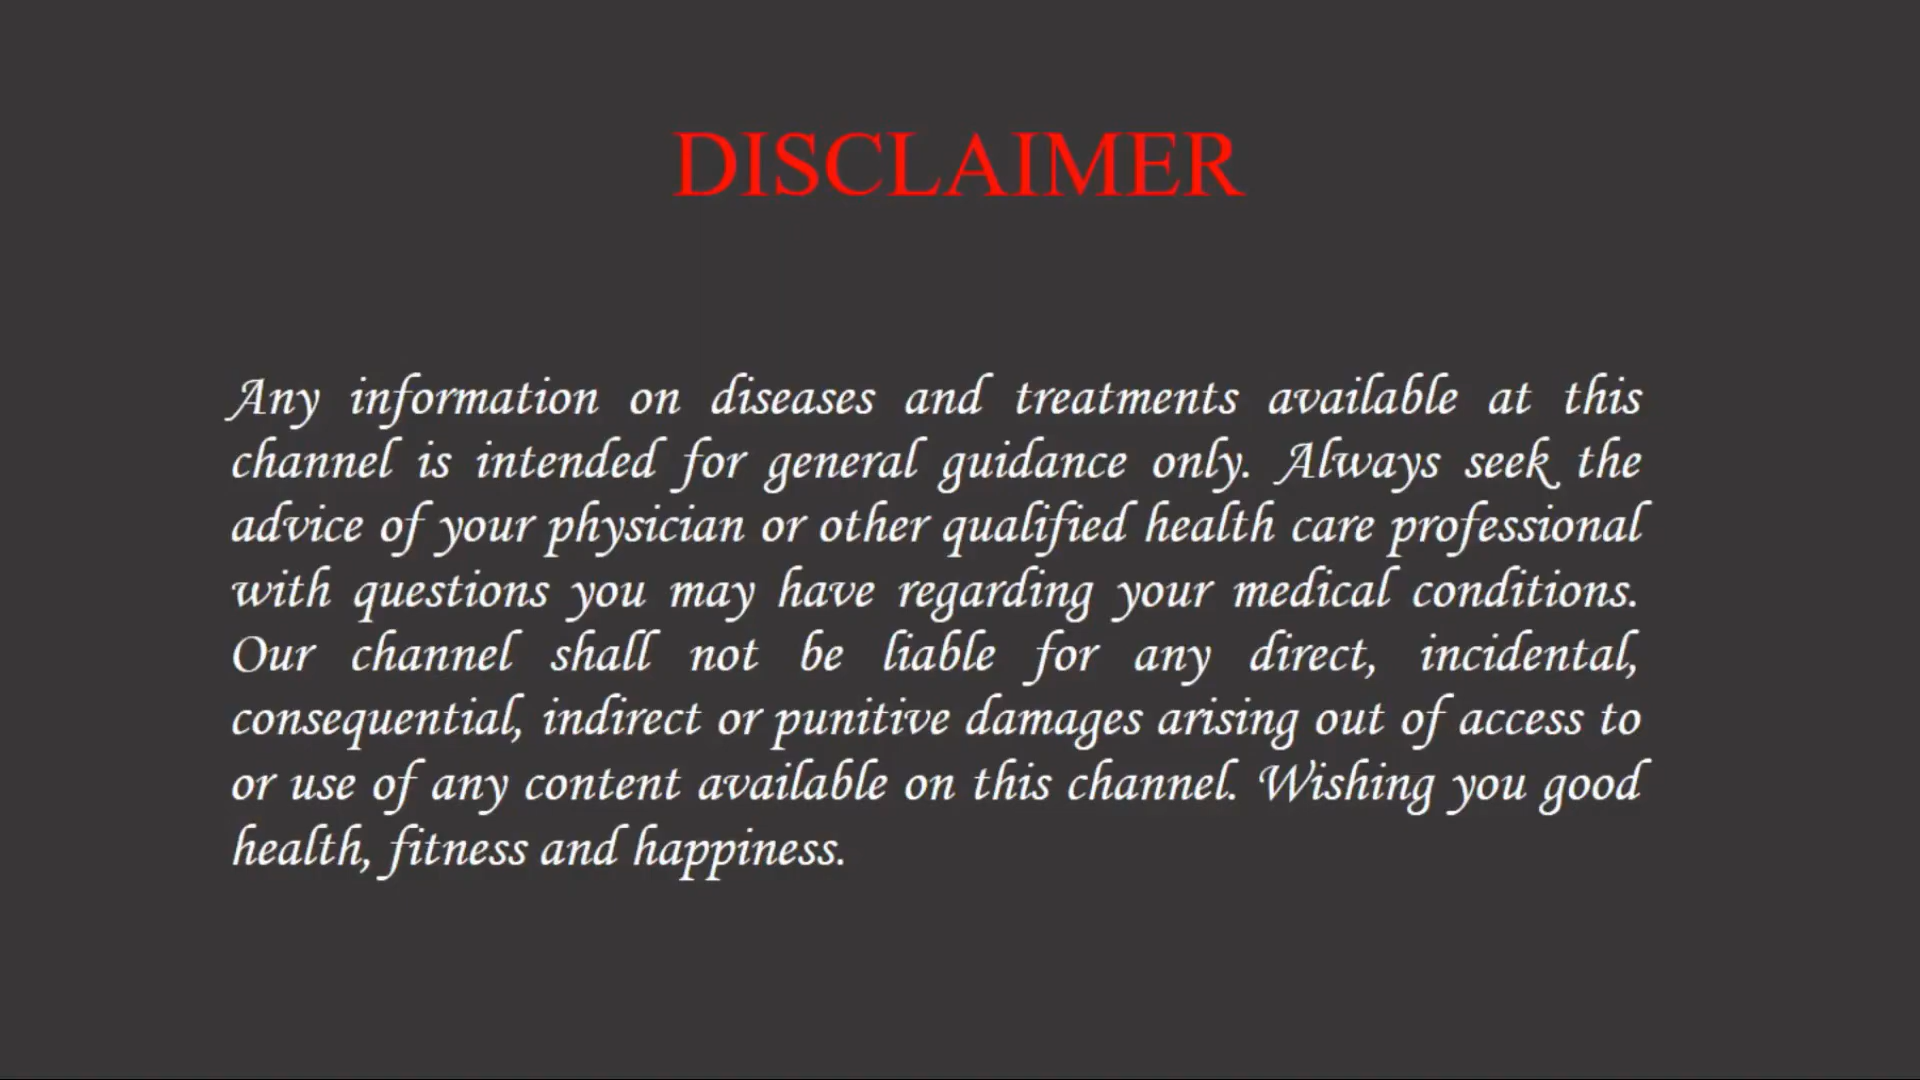 DISCLAIMER
Any information on diseases and treatments available at this
channel is intended for general guidance only. Always seek the
advice of your physician or other qualified health care professional
with questions you may have regarding your medical conditions.
Our channel shall not be liable for any direct, incidental,
consequential, indirect or punitive damages arising out of access to
or use of any content available on this channel. Wishing you good
health, fitness and happiness.